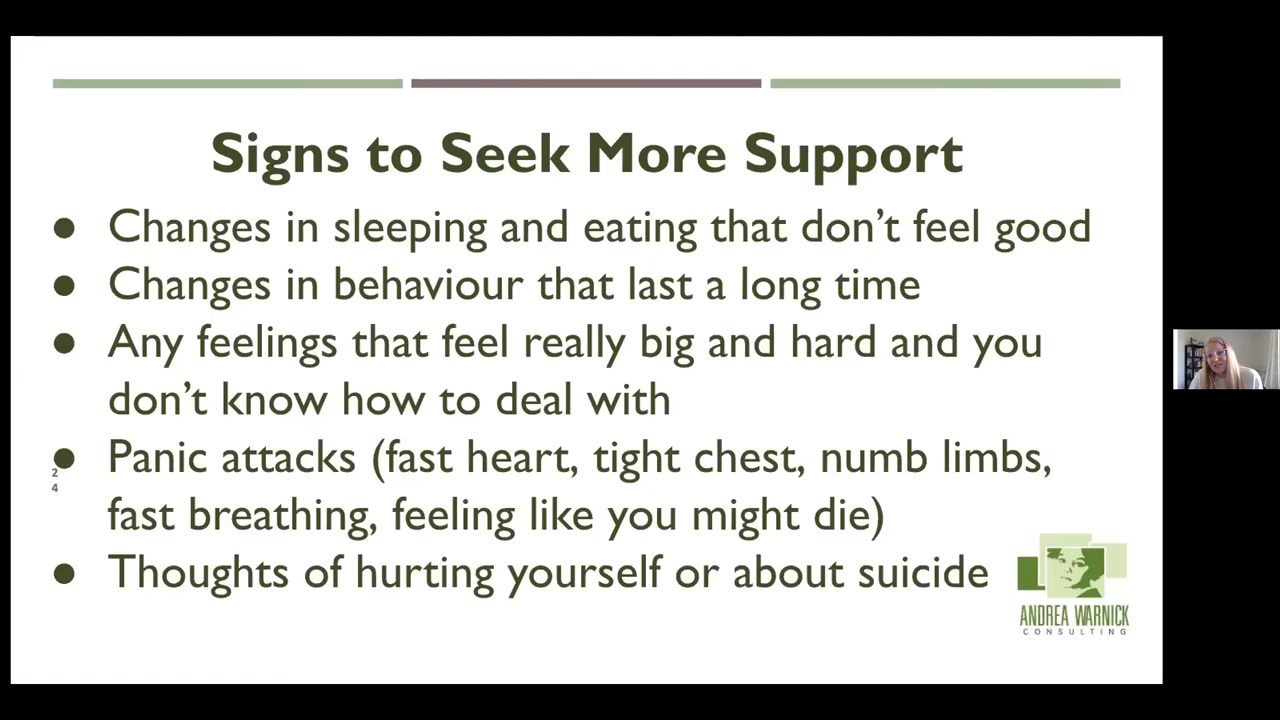 Signs to Seek More Support
● Changes in sleeping and eating that don't feel good
● Changes in behaviour that last a long time
● Any feelings that feel really big and hard and you
don't know how to deal with
● Panic attacks (fast heart, tight chest, numb limbs,
fast breathing, feeling like you might die)
● Thoughts of hurting yourself or about suicide
2
4
ANDREA WARNICK
CONSULTING